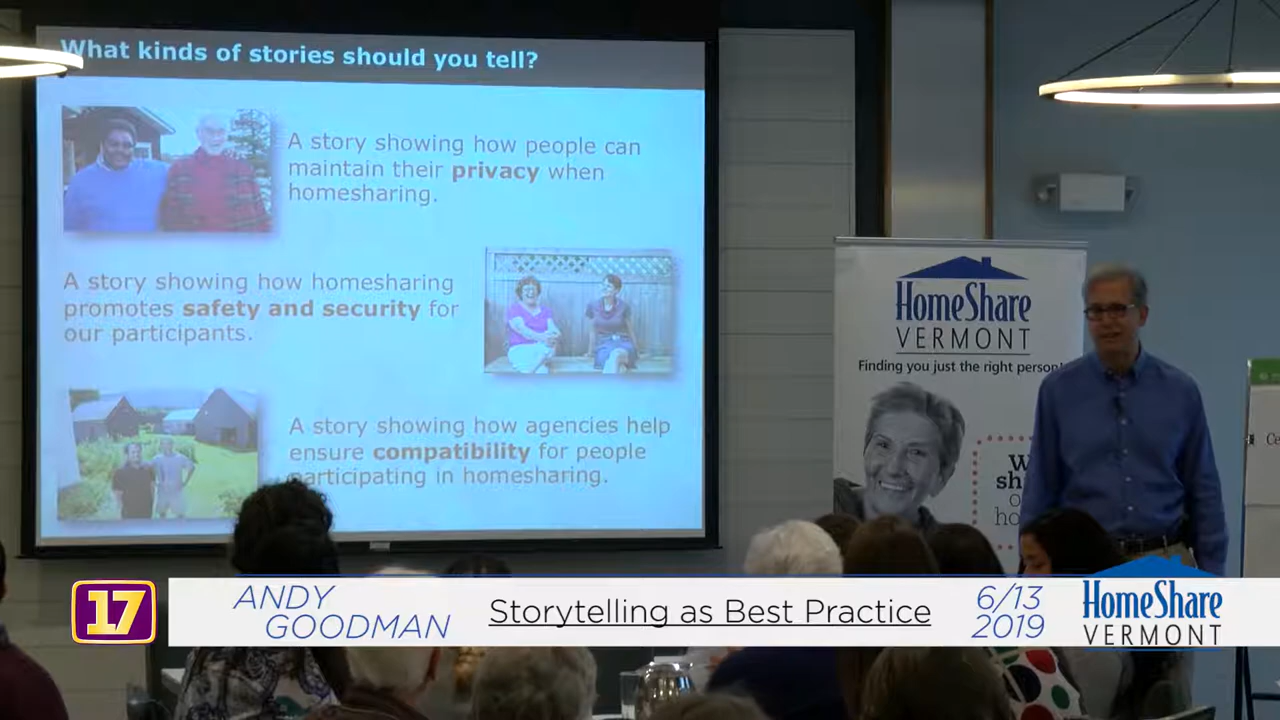 What kinds of stories should you tell?
A story showing how people can
maintain their privacy when
homesharing.
A story showing how homesharing
promotes safety and security for
our participants.
A story showing how agencies help
ensure compatibility for people
participating in homesharing.
HomeShare
VERMONT
Finding you just the right person!
17
ANDY
GOODMAN
Storytelling as Best Practice
6/13
2019
HomeShare
VERMONT